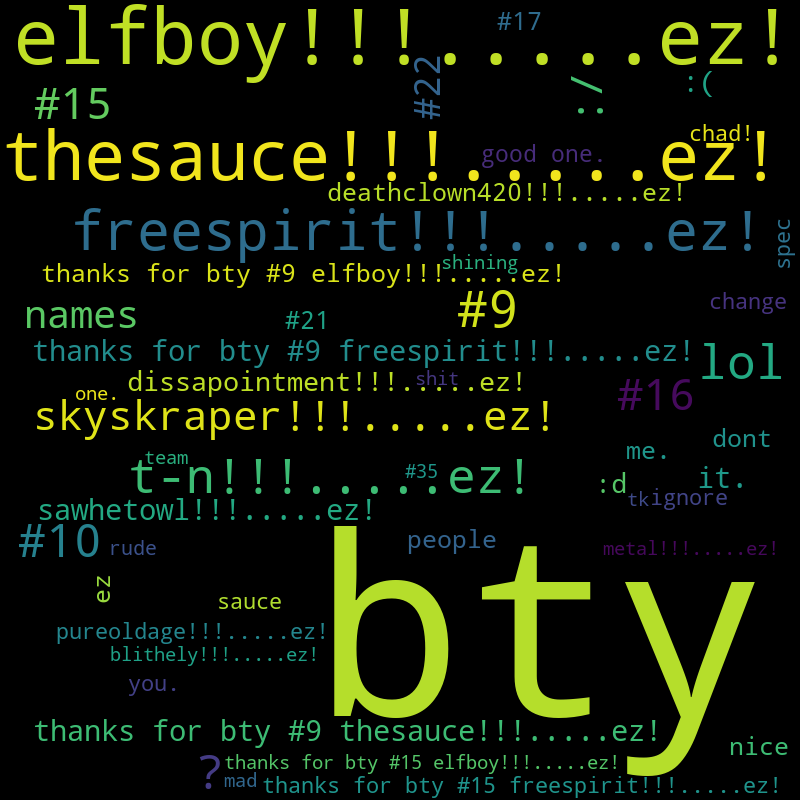 elfboy!!!.....ez!
#17
#22
:/
:(
#15
chad!
thesauce!!!.....ez!
good one.
deathclown420!!!.....ez!
freespirit!!!.....ez!
spec
shining
thanks for bty #9 elfboy!!!.....ez!
change
names
#21
#9
thanks for bty #9 freespirit!!!.....ez!
lol
dissapointment!!!.....ez!
shit
one.
#16
skyskraper!!!.....ez!
dont
me.
team
t-n!!!.....ez!
#35
:d
it.
tk
ignore
sawhetowl!!!.....ez!
#10
rude
people
metal!!!.....ez!
ez
sauce
bty
pureoldage!!!.....ez!
blithely!!!.....ez!
you.
thanks for bty #9 thesauce!!!.....ez!
nice
?
thanks for bty #15 elfboy!!!.....ez!
mad
thanks for bty #15 freespirit!!!.....ez!